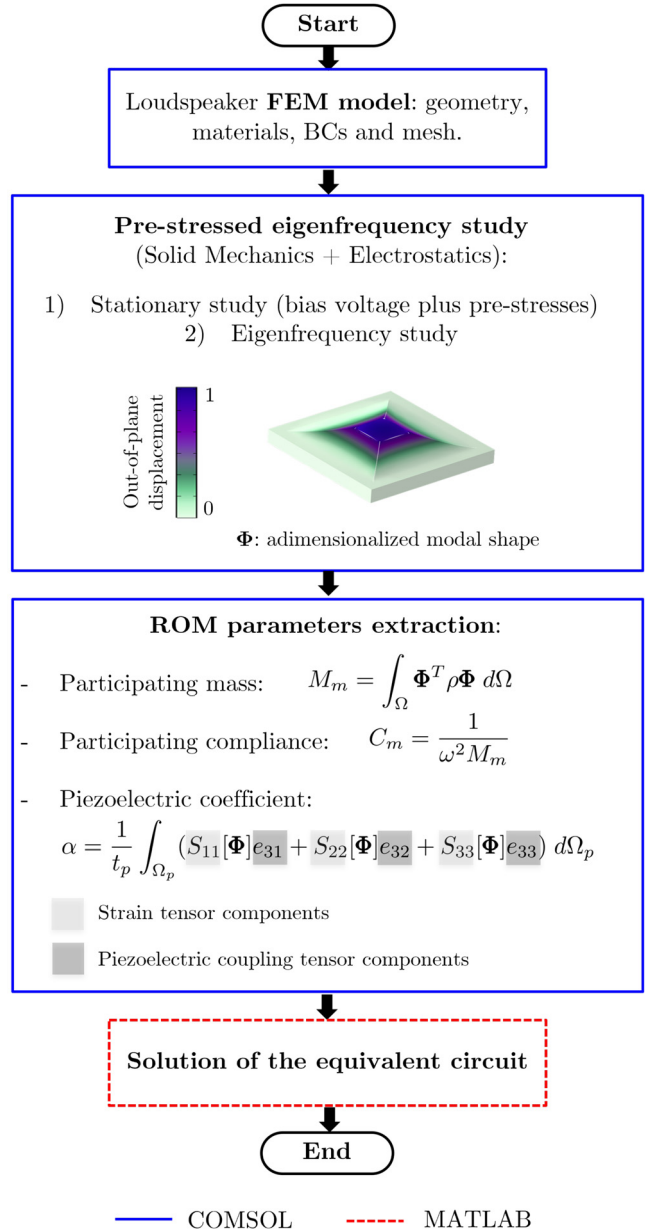 Start
Loudspeaker FEM model: geometry,
materials, BCs and mesh.
Pre-stressed eigenfrequency study
(Solid Mechanics + Electrostatics):
1) Stationary study (bias voltage plus pre-stresses)
2) Eigenfrequency study
Out-of-plane
displacement
1
0
Φ: adimensionalized modal shape
ROM parameters extraction:
- Participating mass: M_m = ∫_Ω Φ^T ρΦ dΩ
- Participating compliance: C_m = 1/(ω² M_m)
- Piezoelectric coefficient:
α = 1/t_p ∫_Ω_p (S_11[Φ]e_31 + S_22[Φ]e_32 + S_33[Φ]e_33) dΩ_p
Strain tensor components
Piezoelectric coupling tensor components
Solution of the equivalent circuit
End
COMSOL MATLAB